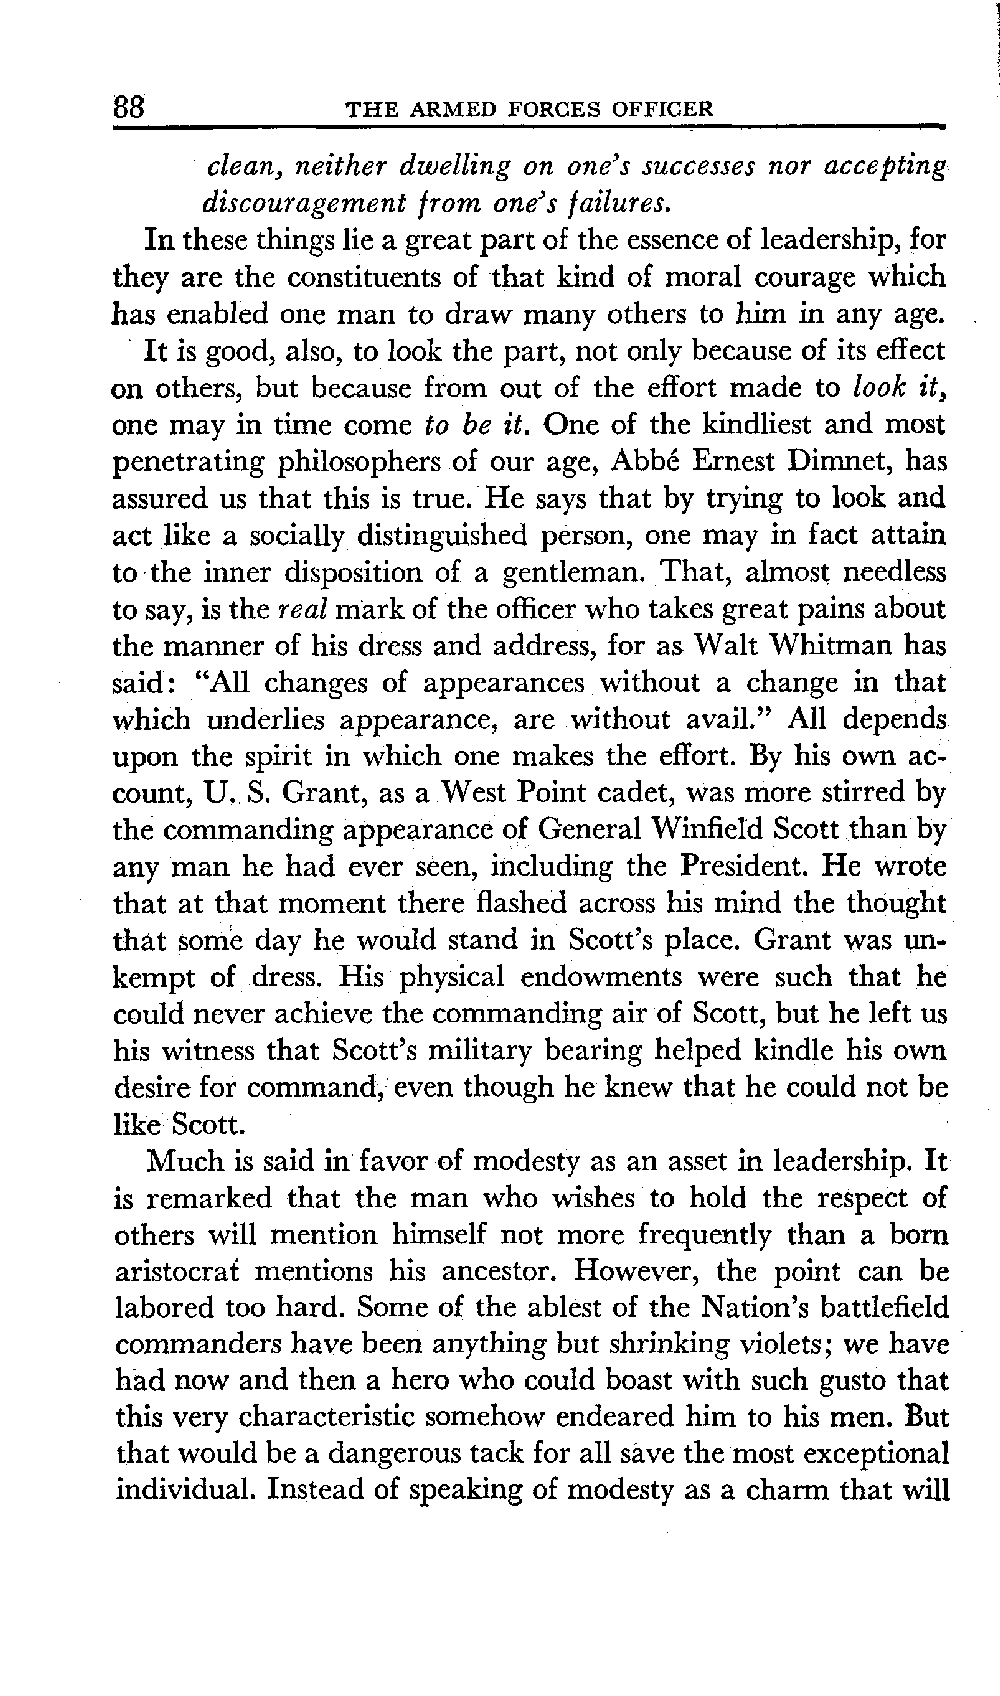 88 THE ARMED FORCES OFFICER
clean, neither dwelling on one's successes nor accepting
discouragement from one's failures.
In these things lie a great part of the essence of leadership, for
they are the constituents of that kind of moral courage which
has enabled one man to draw many others to him in any age.
It is good, also, to look the part, not only because of its effect
on others, but because from out of the effort made to look it,
one may in time come to be it. One of the kindliest and most
penetrating philosophers of our age, Abbé Ernest Dimnet, has
assured us that this is true. He says that by trying to look and
act like a socially distinguished person, one may in fact attain
to the inner disposition of a gentleman. That, almost needless
to say, is the real mark of the officer who takes great pains about
the manner of his dress and address, for as Walt Whitman has
said: "All changes of appearances without a change in that
which underlies appearance, are without avail." All depends
upon the spirit in which one makes the effort. By his own ac-
count, U. S. Grant, as a West Point cadet, was more stirred by
the commanding appearance of General Winfield Scott than by
any man he had ever seen, including the President. He wrote
that at that moment there flashed across his mind the thought
that some day he would stand in Scott's place. Grant was un-
kempt of dress. His physical endowments were such that he
could never achieve the commanding air of Scott, but he left us
his witness that Scott's military bearing helped kindle his own
desire for command, even though he knew that he could not be
like Scott.
Much is said in favor of modesty as an asset in leadership. It
is remarked that the man who wishes to hold the respect of
others will mention himself not more frequently than a born
aristocrat mentions his ancestor. However, the point can be
labored too hard. Some of the ablest of the Nation's battlefield
commanders have been anything but shrinking violets; we have
had now and then a hero who could boast with such gusto that
this very characteristic somehow endeared him to his men. But
that would be a dangerous tack for all save the most exceptional
individual. Instead of speaking of modesty as a charm that will